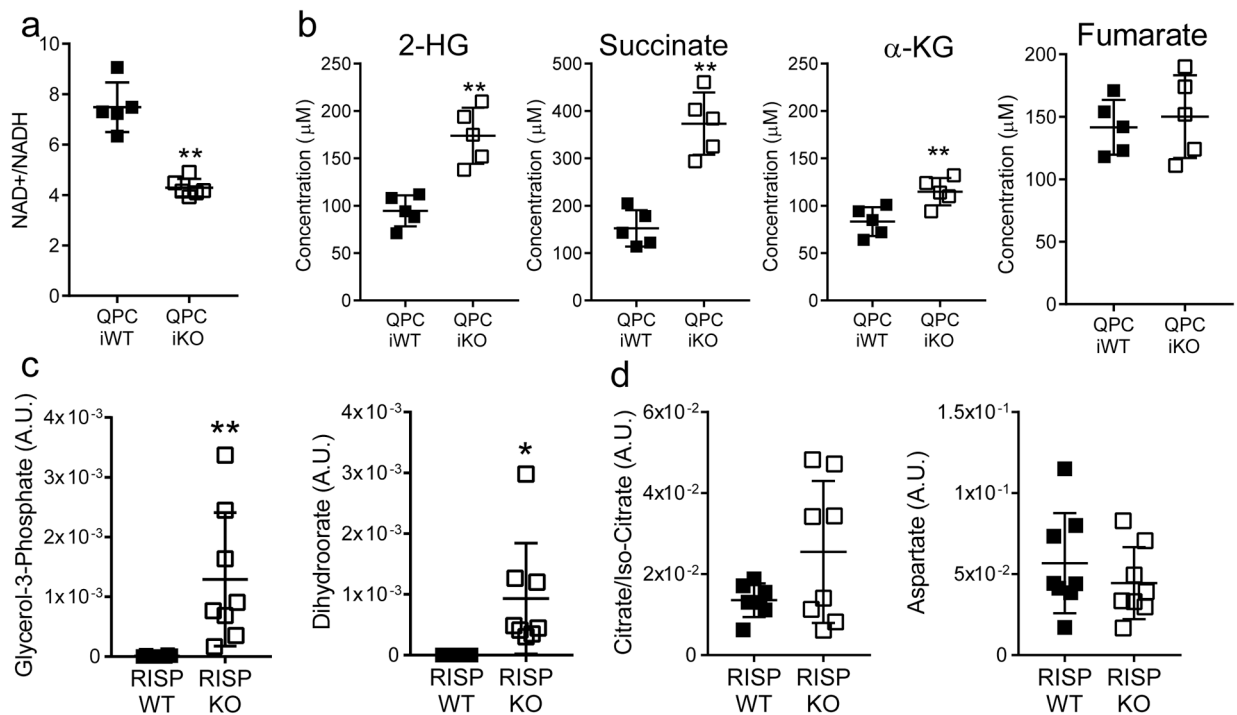 a
NAD+/NADH
10
8
6
4
2
0
**
QPC
iWT
QPC
iKO
b
2-HG
Concentration (μM)
250
200
150
100
50
0
**
QPC
iWT
QPC
iKO
Succinate
Concentration (μM)
500
400
300
200
100
0
**
QPC
iWT
QPC
iKO
α-KG
Concentration (μM)
250
200
150
100
50
0
**
QPC
iWT
QPC
iKO
Fumarate
Concentration (μM)
200
150
100
50
0
QPC
iWT
QPC
iKO
c
Glycerol-3-Phosphate (A.U.)
4x10⁻³
3x10⁻³
2x10⁻³
1x10⁻³
0
**
RISP
WT
RISP
KO
Dihydroorate (A.U.)
4x10⁻³
3x10⁻³
2x10⁻³
1x10⁻³
0
*
RISP
WT
RISP
KO
d
Citrate/Iso-Citrate (A.U.)
6x10⁻²
4x10⁻²
2x10⁻²
0
RISP
WT
RISP
KO
Aspartate (A.U.)
1.5x10⁻¹
1x10⁻¹
5x10⁻²
0
RISP
WT
RISP
KO